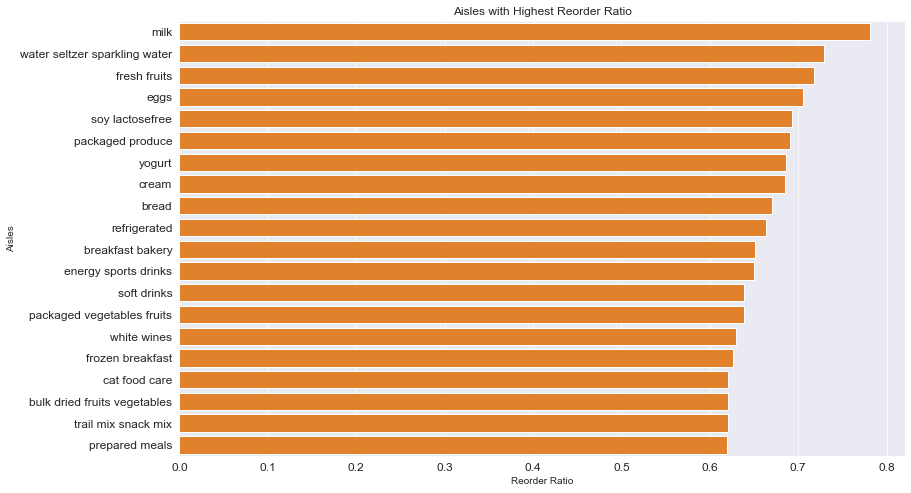 Aisles with Highest Reorder Ratio
milk
water seltzer sparkling water
fresh fruits
eggs
soy lactosefree
packaged produce
yogurt
cream
bread
refrigerated
breakfast bakery
energy sports drinks
soft drinks
packaged vegetables fruits
white wines
frozen breakfast
cat food care
bulk dried fruits vegetables
trail mix snack mix
prepared meals
Aisles
0.0 0.1 0.2 0.3 0.4 0.5 0.6 0.7 0.8
Reorder Ratio